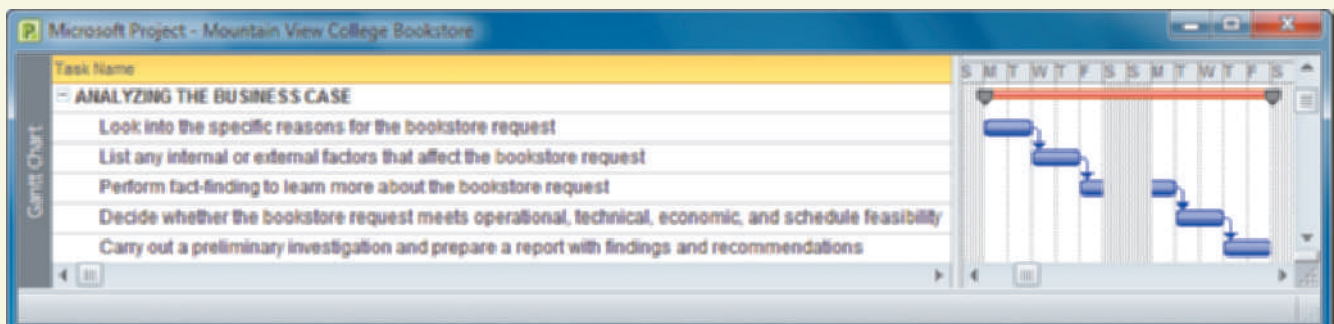 Microsoft Project - Mountain View College Bookstore
Task Name
S M T W T F S S M T W T F S
ANALYZING THE BUSINESS CASE
Look into the specific reasons for the bookstore request
List any internal or external factors that affect the bookstore request
Perform fact-finding to learn more about the bookstore request
Decide whether the bookstore request meets operational, technical, economic, and schedule feasibility
Carry out a preliminary investigation and prepare a report with findings and recommendations
Gantt Chart